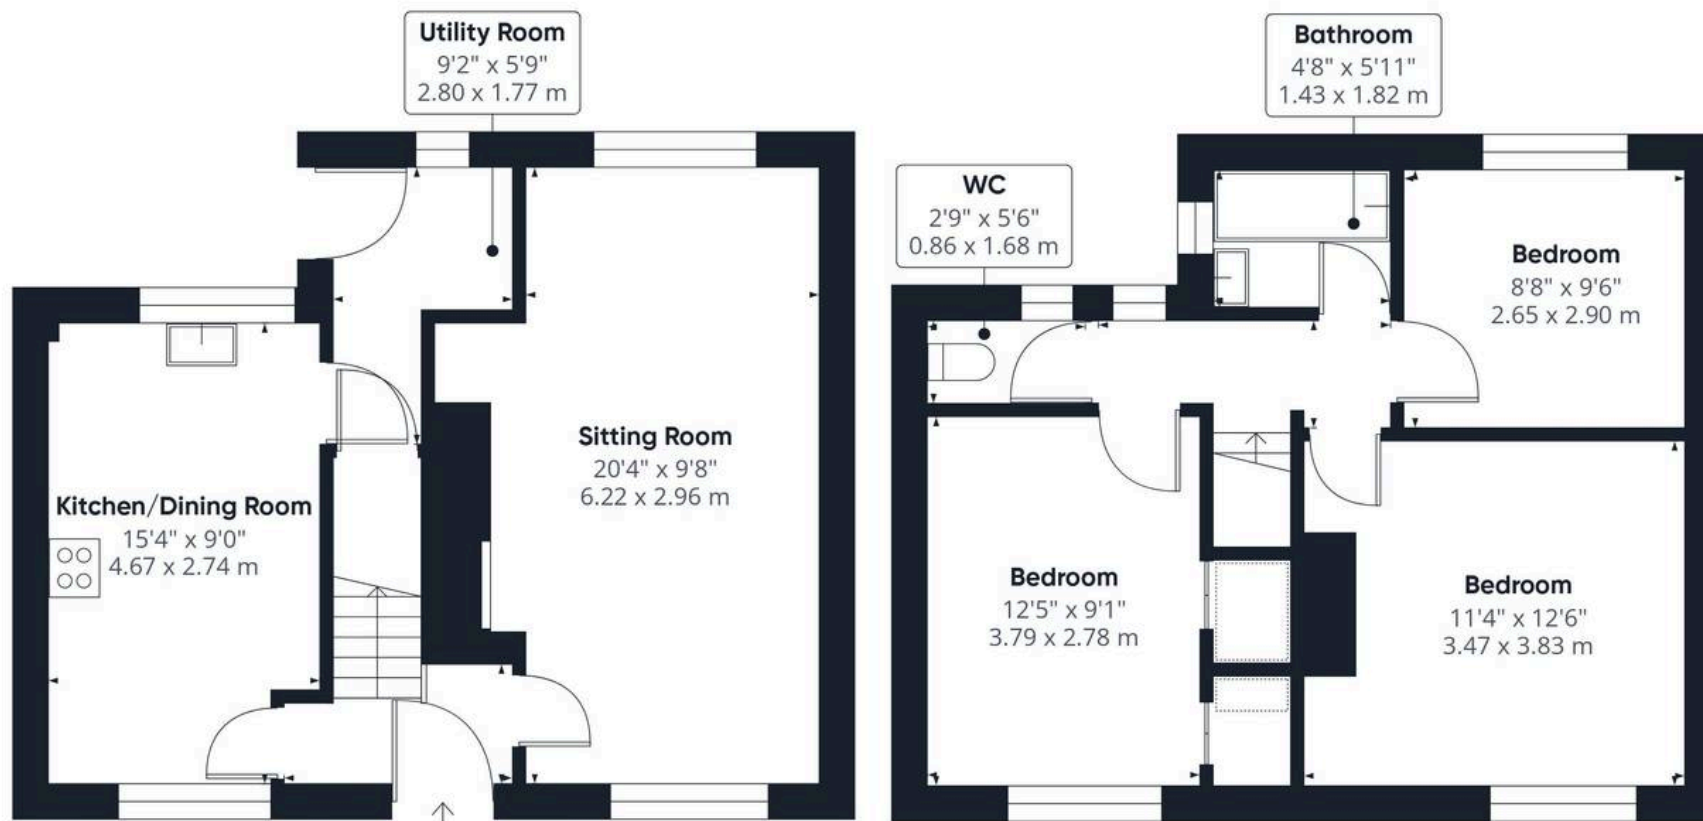 Utility Room
9'2" x 5'9"
2.80 x 1.77 m
Sitting Room
20'4" x 9'8"
6.22 x 2.96 m
Kitchen/Dining Room
15'4" x 9'0"
4.67 x 2.74 m
Bathroom
4'8" x 5'11"
1.43 x 1.82 m
WC
2'9" x 5'6"
0.86 x 1.68 m
Bedroom
8'8" x 9'6"
2.65 x 2.90 m
Bedroom
12'5" x 9'1"
3.79 x 2.78 m
Bedroom
11'4" x 12'6"
3.47 x 3.83 m